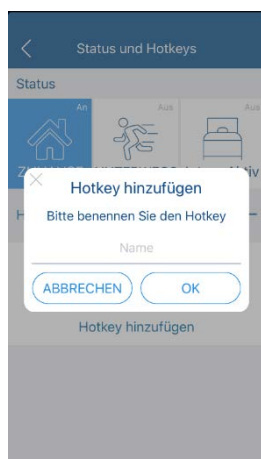 Status und Hotkeys
Status
An Aus Aus
Hotkey hinzufügen
Bitte benennen Sie den Hotkey
Name
ABBRECHEN OK
Hotkey hinzufügen